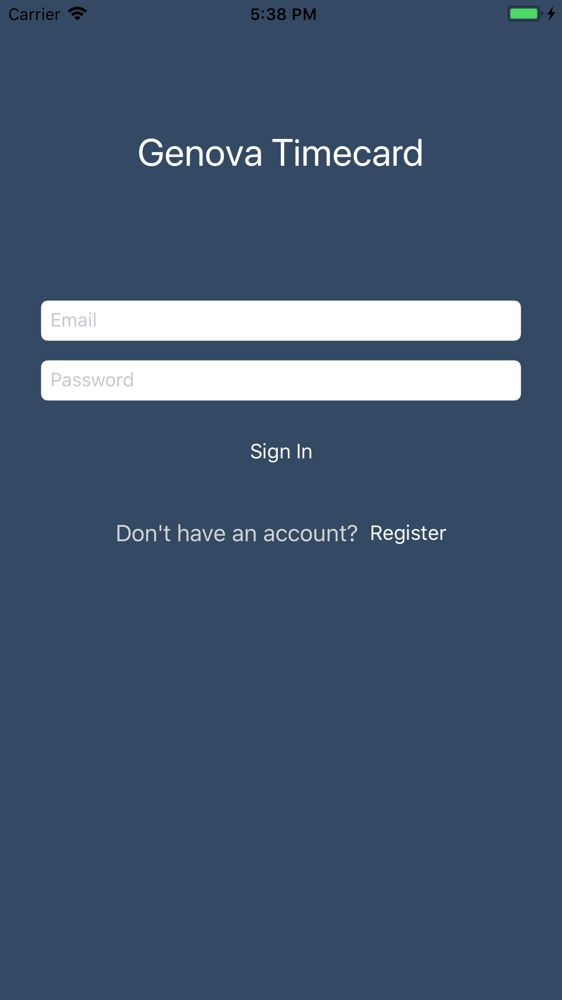 Carrier 5:38 PM
Genova Timecard
Email
Password
Sign In
Don't have an account? Register